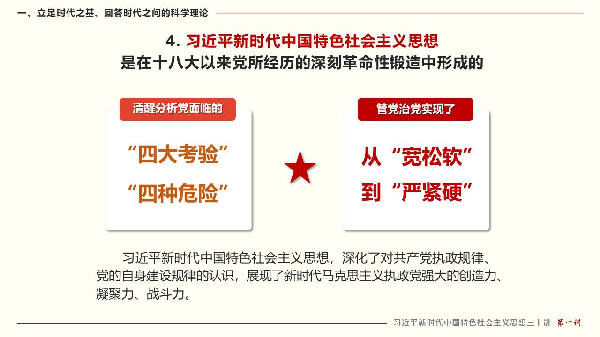 一、立足时代之基、回答时代之问的科学理论
4. 习近平新时代中国特色社会主义思想
是在十八大以来党所经历的深刻革命性锻造中形成的
清醒分析党面临的
“四大考验”
“四种危险”
管党治党实现了
从“宽松软”
到“严紧硬”
习近平新时代中国特色社会主义思想，深化了对共产党执政规律、
党的自身建设规律的认识，展现了新时代马克思主义执政党强大的创造力、
凝聚力、战斗力。
习近平新时代中国特色社会主义思想三十讲 第一讲